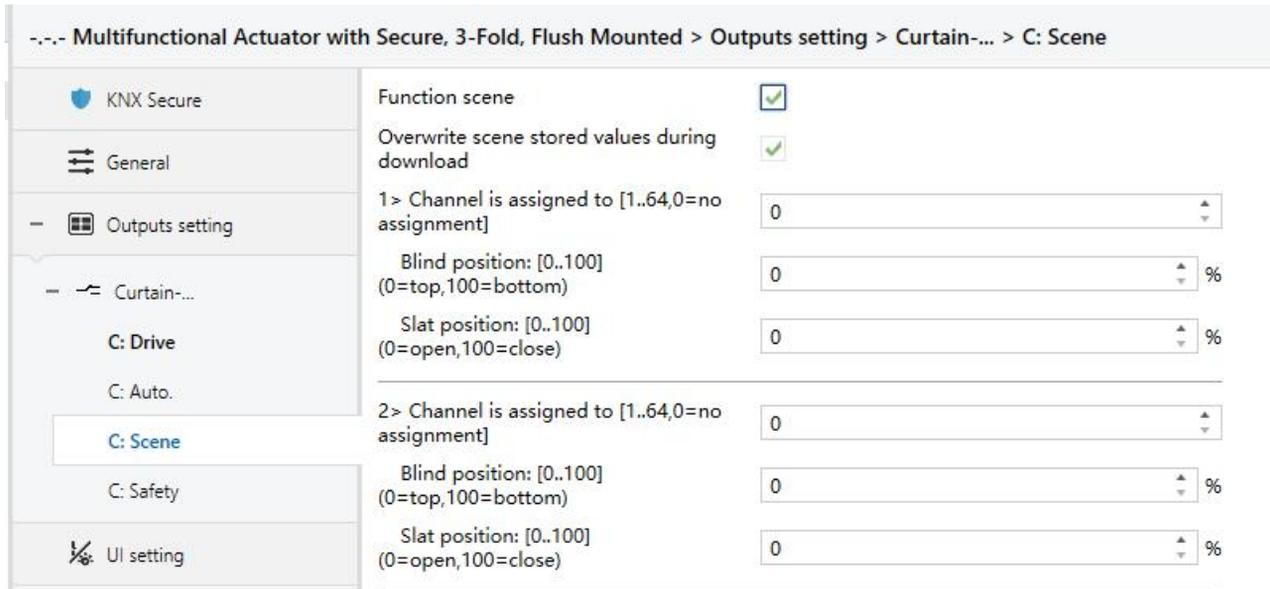 -.-.- Multifunctional Actuator with Secure, 3-Fold, Flush Mounted > Outputs setting > Curtain-... > C: Scene
KNX Secure
General
Outputs setting
Curtain-...
C: Drive
C: Auto.
C: Scene
C: Safety
UI setting
Function scene
Overwrite scene stored values during
download
1> Channel is assigned to [1..64,0=no
assignment]
0
Blind position: [0..100]
(0=top,100=bottom)
0 %
Slat position: [0..100]
(0=open,100=close)
0 %
2> Channel is assigned to [1..64,0=no
assignment]
0
Blind position: [0..100]
(0=top,100=bottom)
0 %
Slat position: [0..100]
(0=open,100=close)
0 %